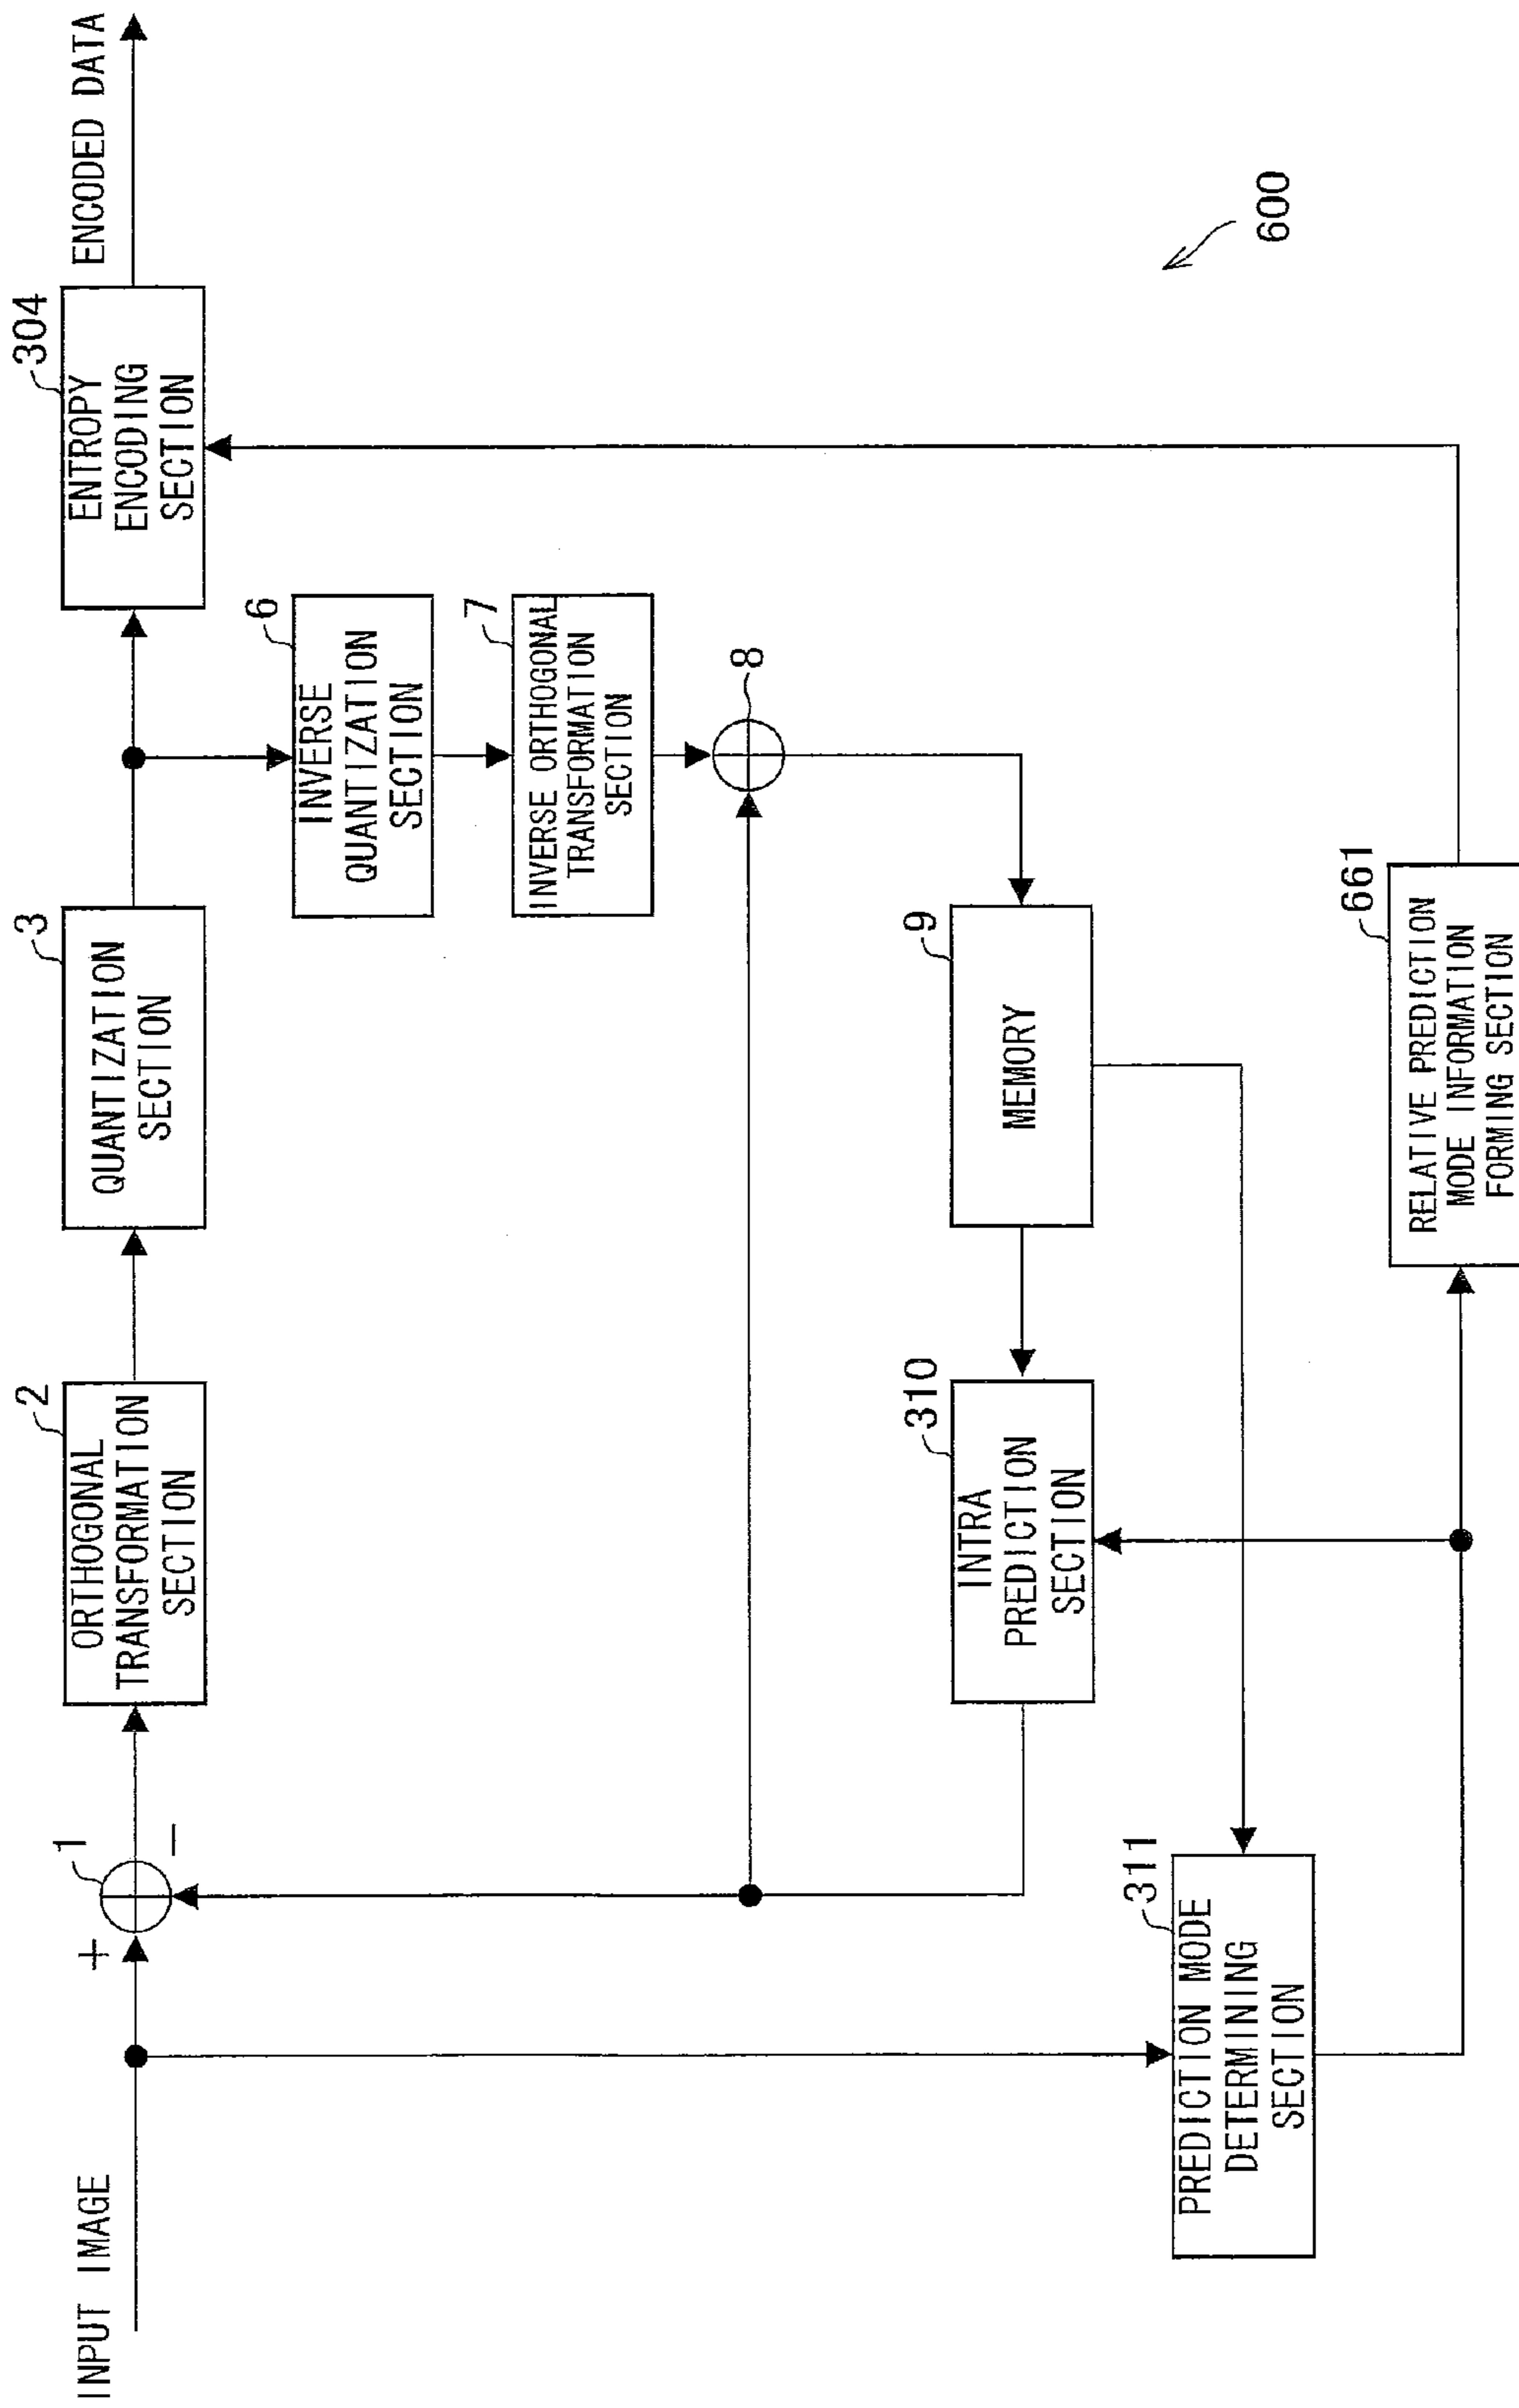 INPUT IMAGE
+
1
−
2
ORTHOGONAL
TRANSFORMATION
SECTION
3
QUANTIZATION
SECTION
304
ENTROPY
ENCODING
SECTION
ENCODED DATA
6
INVERSE
QUANTIZATION
SECTION
7
INVERSE ORTHOGONAL
TRANSFORMATION
SECTION
8
9
MEMORY
310
INTRA
PREDICTION
SECTION
311
PREDICTION MODE
DETERMINING
SECTION
661
RELATIVE PREDICTION
MODE INFORMATION
FORMING SECTION
600